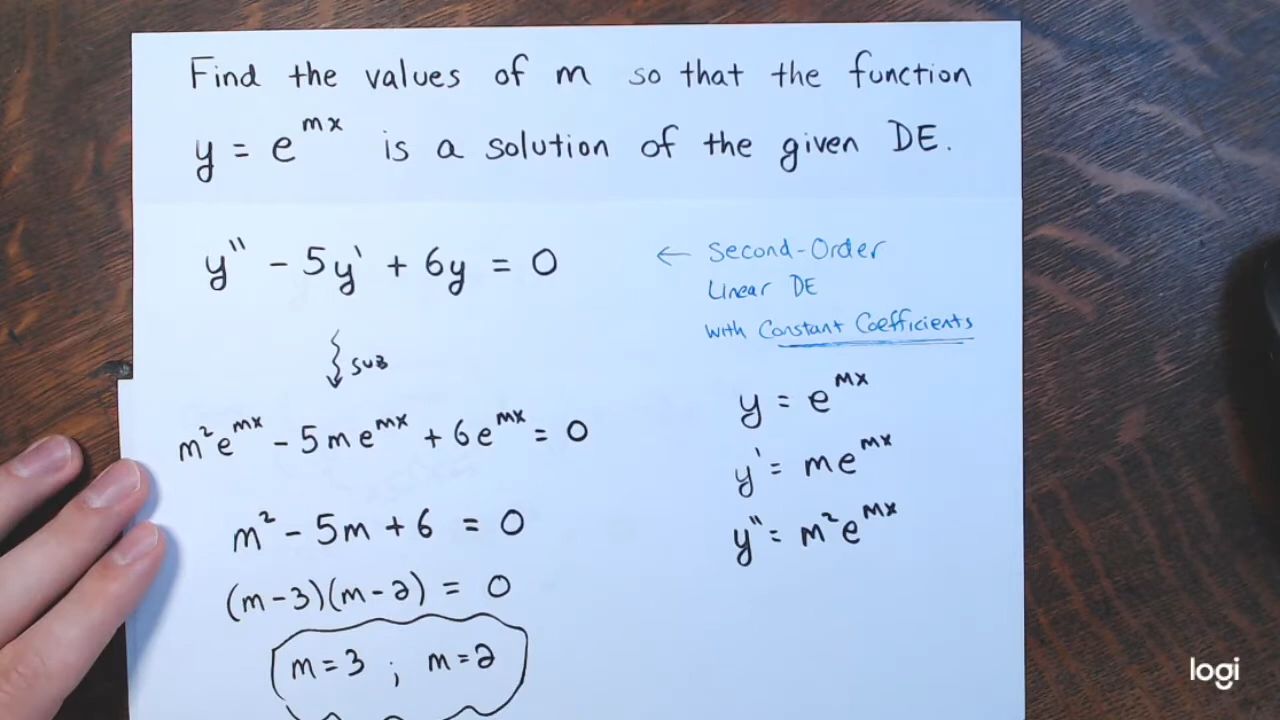 Find the values of m so that the function
y = e^{mx} is a solution of the given DE.
y'' - 5y' + 6y = 0
← Second-Order
Linear DE
with Constant Coefficients
sub
m²e^{mx} - 5me^{mx} + 6e^{mx} = 0
m² - 5m + 6 = 0
(m-3)(m-2) = 0
m=3 ; m=2
y = e^{mx}
y' = me^{mx}
y'' = m²e^{mx}
logi